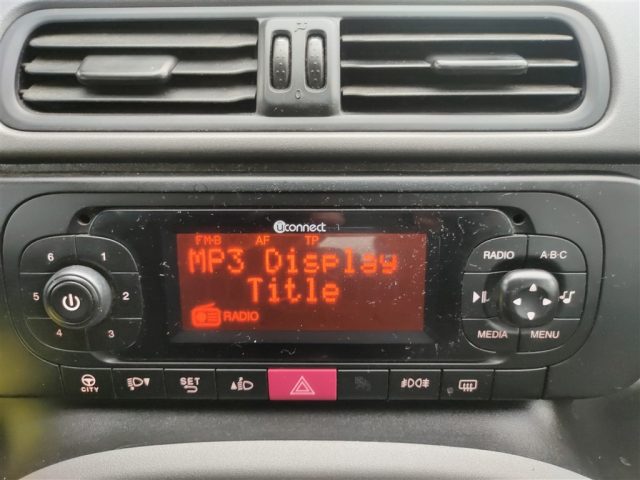 Uconnect
FM-B AF TP
MP3 Display
Title
RADIO
6 1
5 2
4 3
RADIO A·B·C
MEDIA MENU
CITY
SET